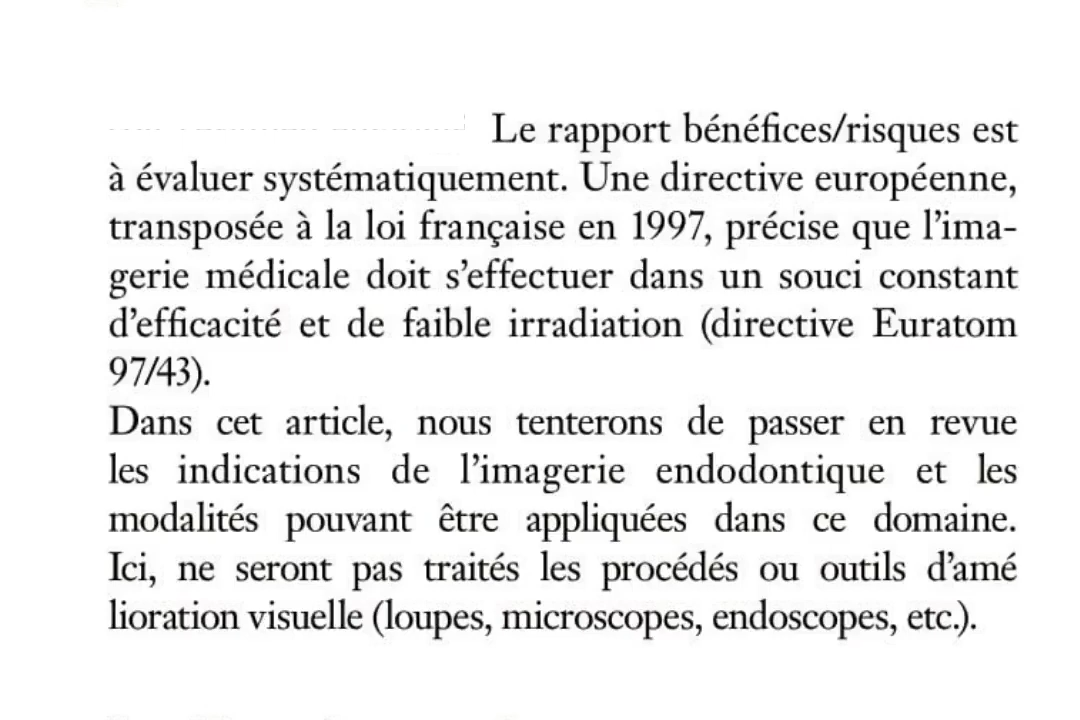 Le rapport bénéfices/risques est
à évaluer systématiquement. Une directive européenne,
transposée à la loi française en 1997, précise que l’ima-
gerie médicale doit s’effectuer dans un souci constant
d’efficacité et de faible irradiation (directive Euratom
97/43).
Dans cet article, nous tenterons de passer en revue
les indications de l’imagerie endodontique et les
modalités pouvant être appliquées dans ce domaine.
Ici, ne seront pas traités les procédés ou outils d’amé
lioration visuelle (loupes, microscopes, endoscopes, etc.).